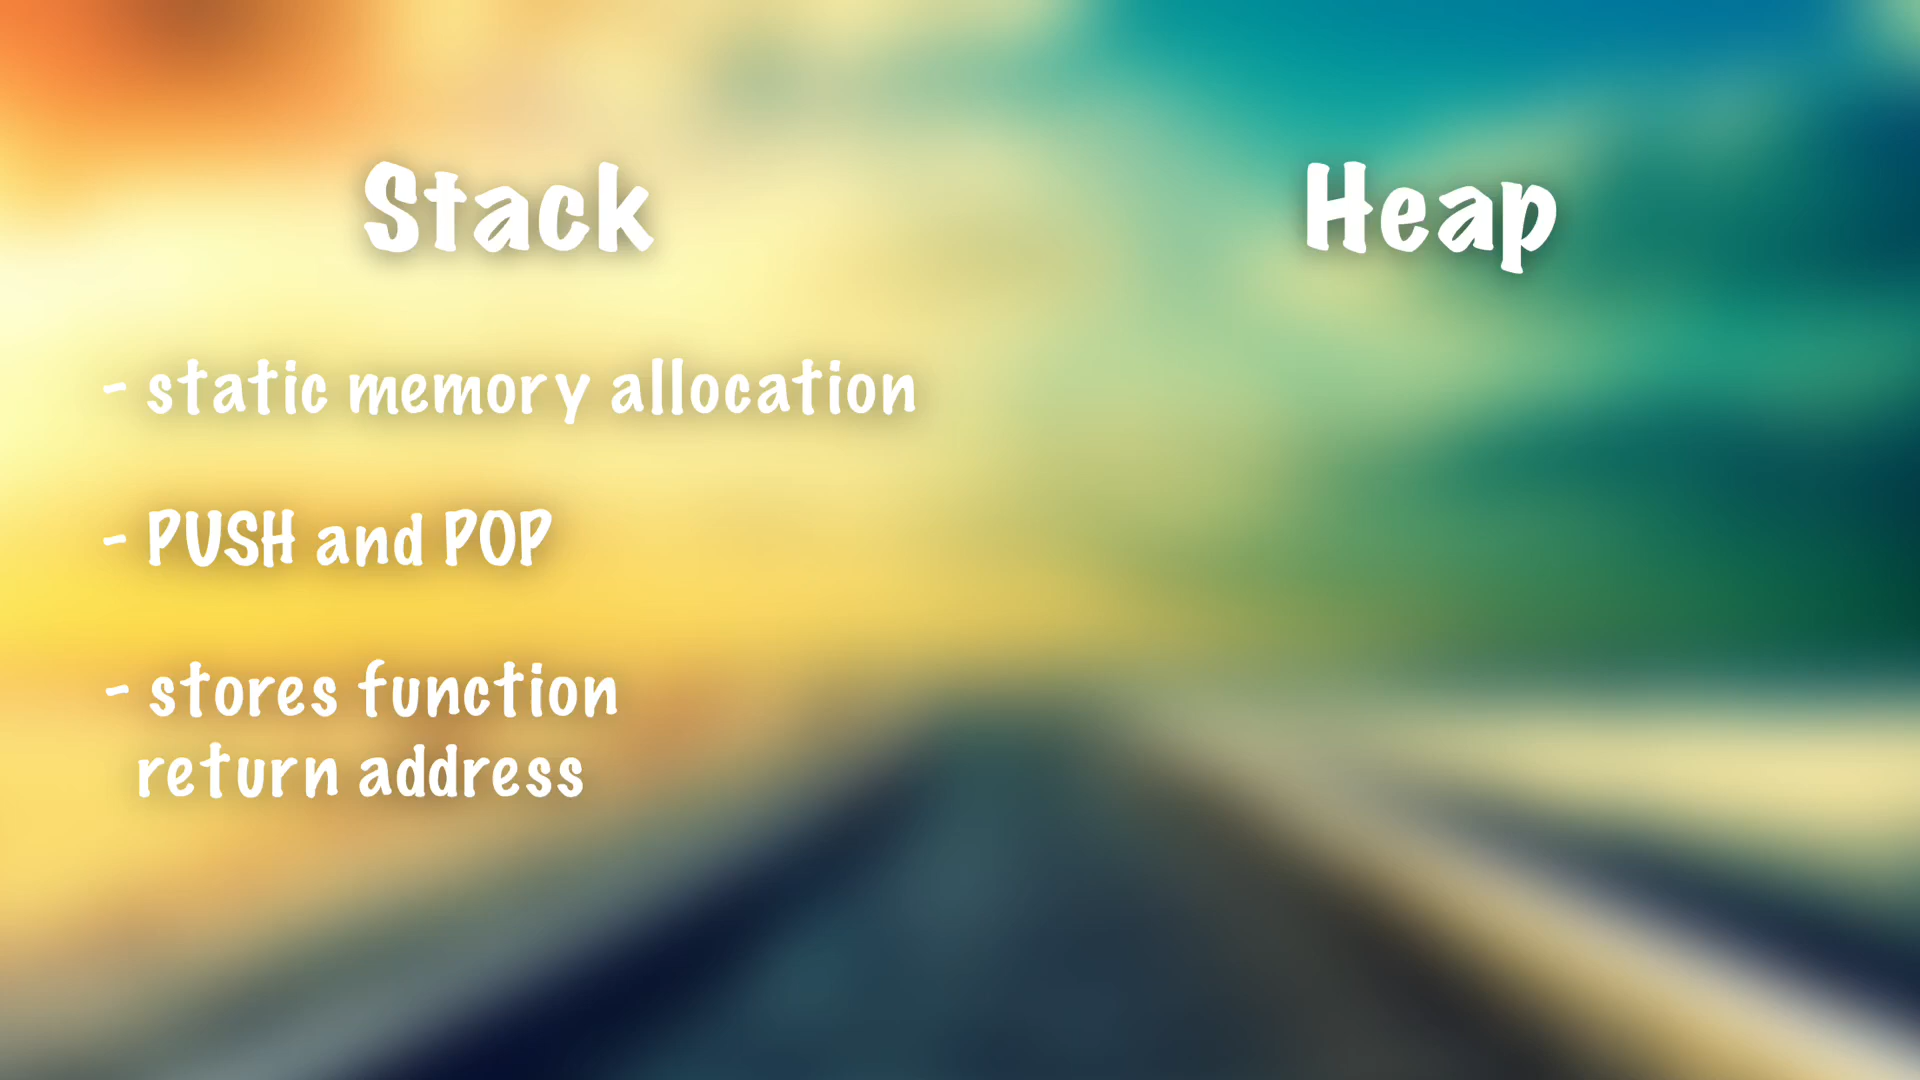 Stack
Heap
- static memory allocation
- PUSH and POP
- stores function
return address